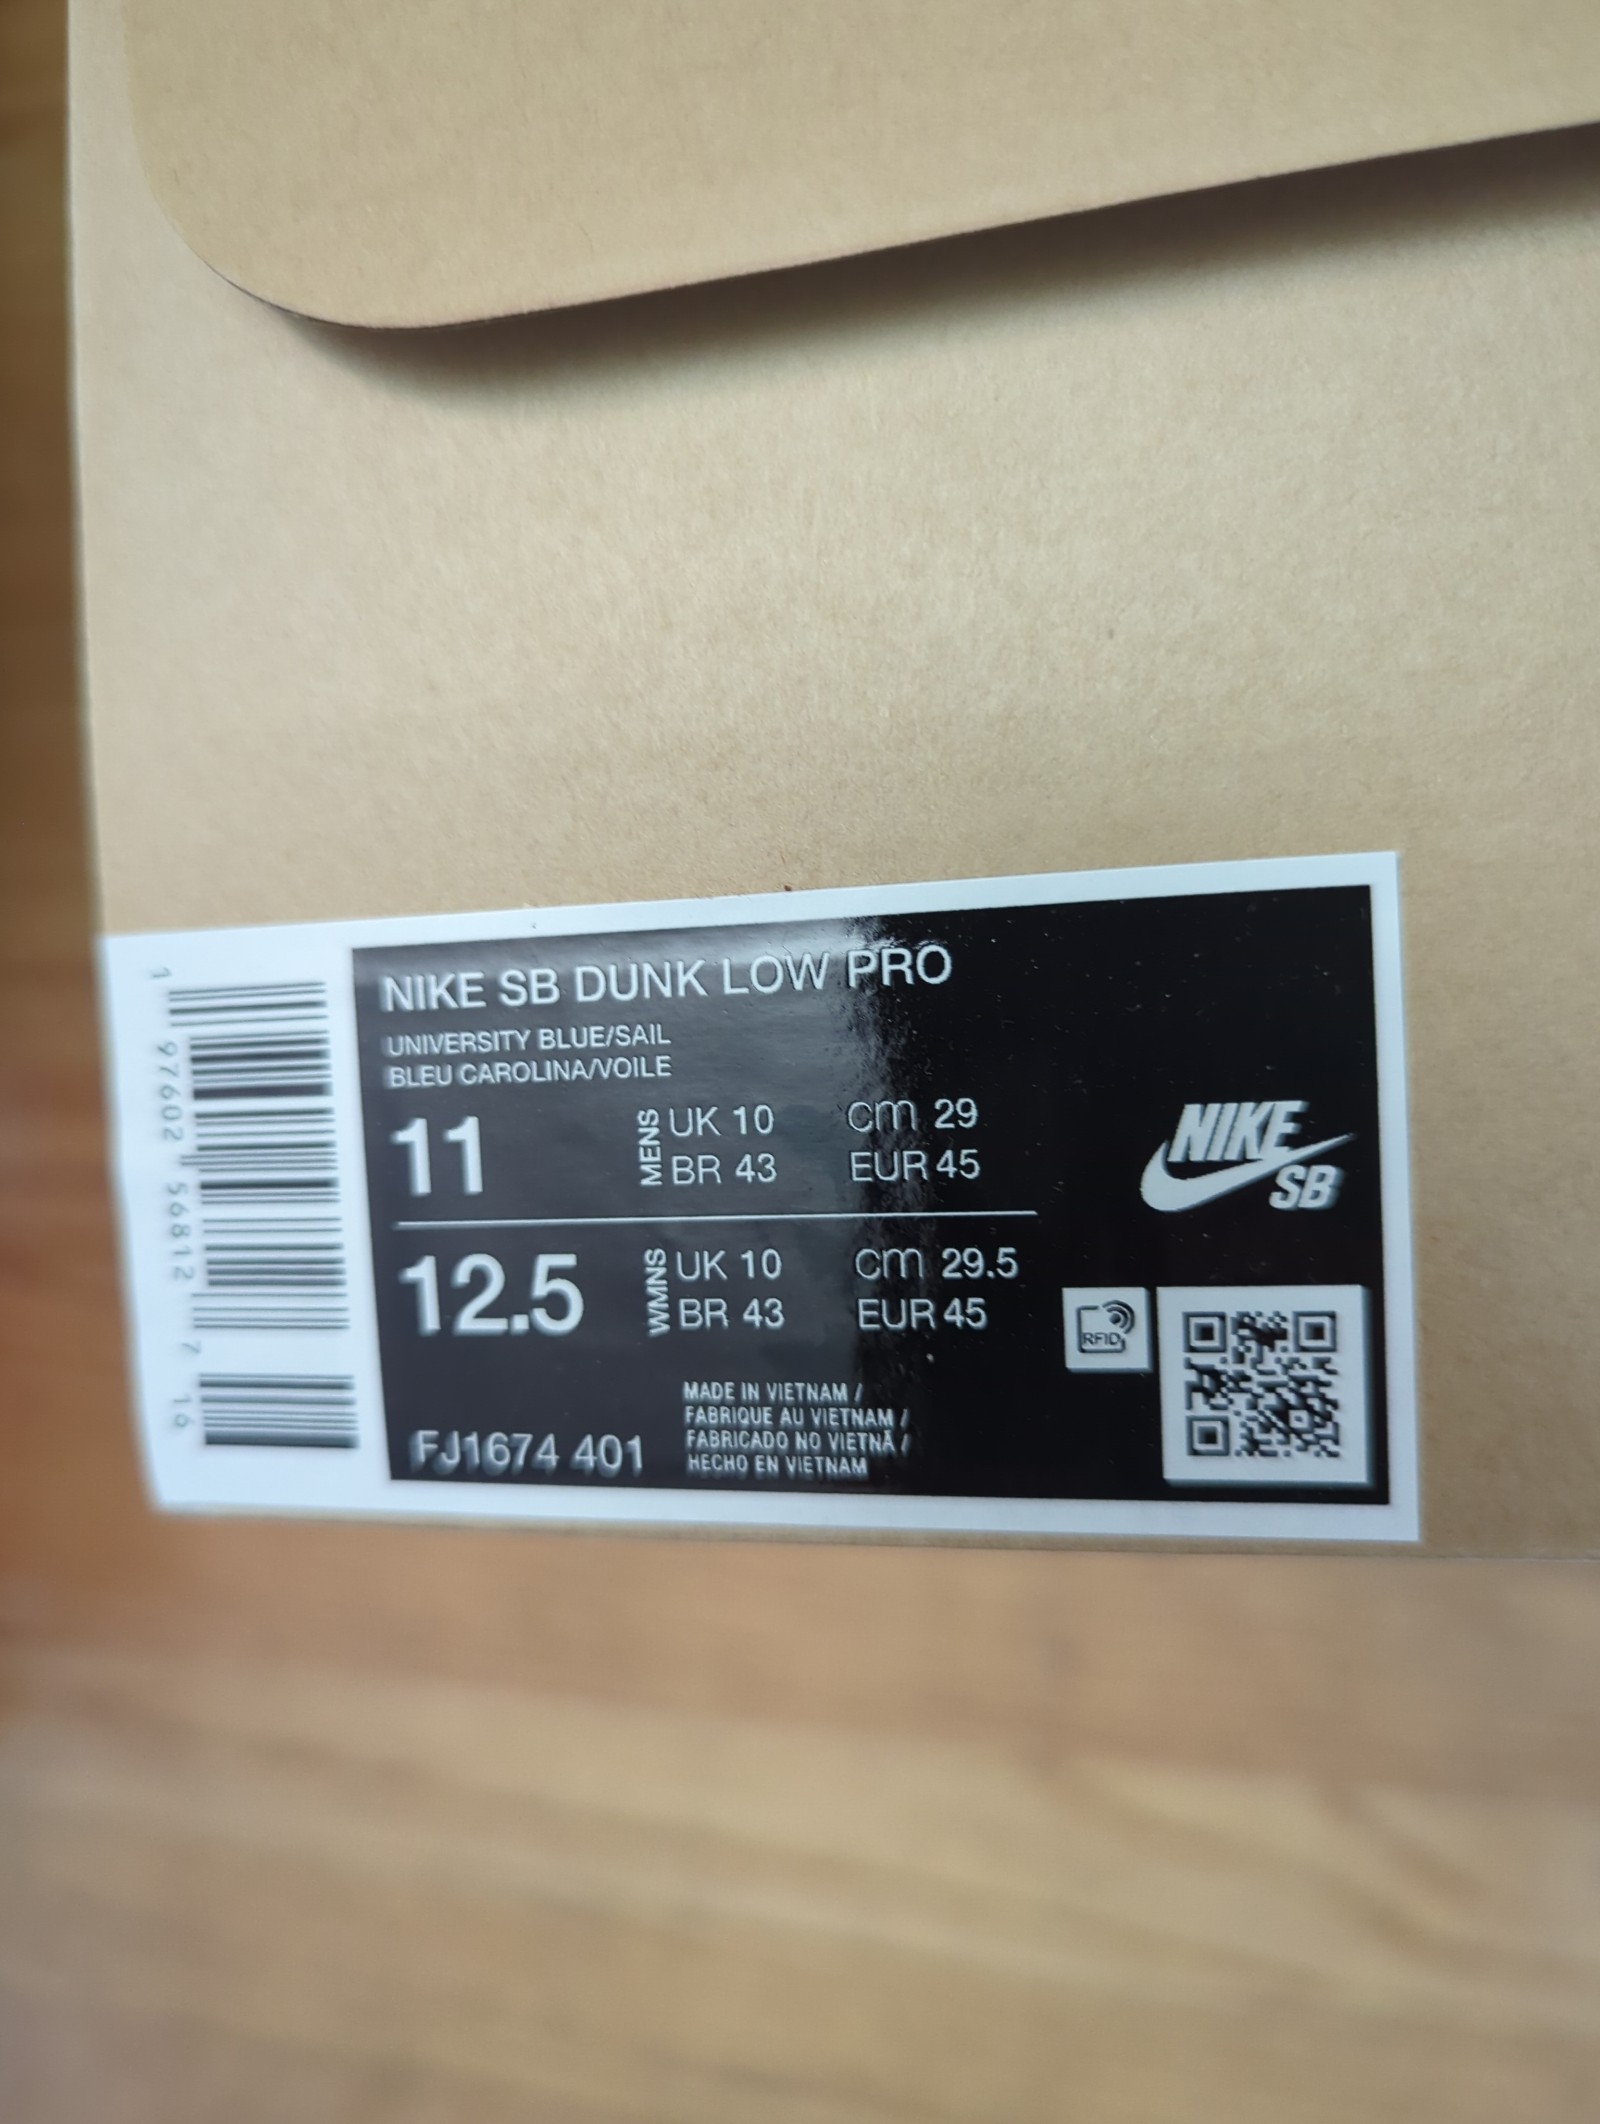 NIKE SB DUNK LOW PRO
UNIVERSITY BLUE/SAIL
BLEU CAROLINA/VOILE
11 MENS UK 10 CM 29
BR 43 EUR 45
12.5 WMNS UK 10 CM 29.5
BR 43 EUR 45
FJ1674 401
MADE IN VIETNAM /
FABRIQUE AU VIETNAM /
FABRICADO NO VIETNÃ /
HECHO EN VIETNAM
NIKE
SB
RFID
1 97602 56812 7 16